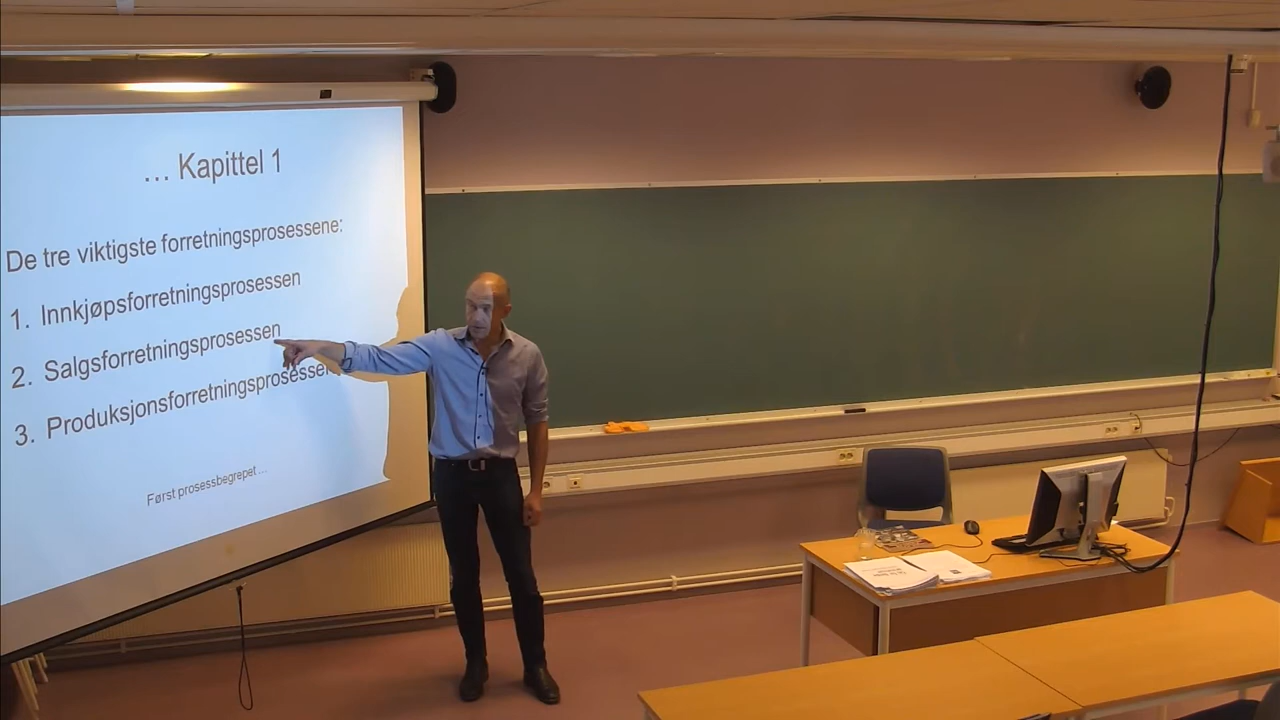 ... Kapittel 1
De tre viktigste forretningsprosessene:
1. Innkjøpsforretningsprosessen
2. Salgsforretningsprosessen
3. Produksjonsforretningsprosessen
Først prosessbegrepet ...